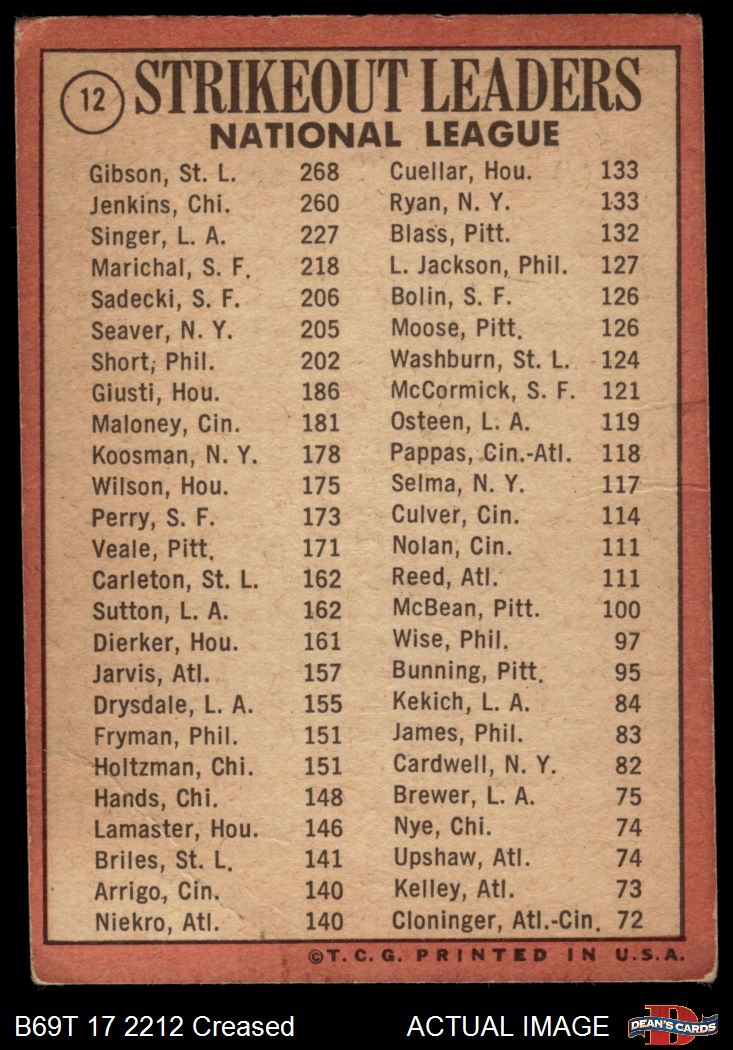 12
STRIKEOUT LEADERS
NATIONAL LEAGUE
Gibson, St. L. 268
Jenkins, Chi. 260
Singer, L. A. 227
Marichal, S. F. 218
Sadecki, S. F. 206
Seaver, N. Y. 205
Short, Phil. 202
Giusti, Hou. 186
Maloney, Cin. 181
Koosman, N. Y. 178
Wilson, Hou. 175
Perry, S. F. 173
Veale, Pitt. 171
Carleton, St. L. 162
Sutton, L. A. 162
Dierker, Hou. 161
Jarvis, Atl. 157
Drysdale, L. A. 155
Fryman, Phil. 151
Holtzman, Chi. 151
Hands, Chi. 148
Lamaster, Hou. 146
Briles, St. L. 141
Arrigo, Cin. 140
Niekro, Atl. 140
Cuellar, Hou. 133
Ryan, N. Y. 133
Blass, Pitt. 132
L. Jackson, Phil. 127
Bolin, S. F. 126
Moose, Pitt. 126
Washburn, St. L. 124
McCormick, S. F. 121
Osteen, L. A. 119
Pappas, Cin.-Atl. 118
Selma, N. Y. 117
Culver, Cin. 114
Nolan, Cin. 111
Reed, Atl. 111
McBean, Pitt. 100
Wise, Phil. 97
Bunning, Pitt. 95
Kekich, L. A. 84
James, Phil. 83
Cardwell, N. Y. 82
Brewer, L. A. 75
Nye, Chi. 74
Upshaw, Atl. 74
Kelley, Atl. 73
Cloninger, Atl.-Cin. 72
©T. C. G. PRINTED IN U.S.A.
B69T 17 2212 Creased ACTUAL IMAGE
DEAN'S CARDS